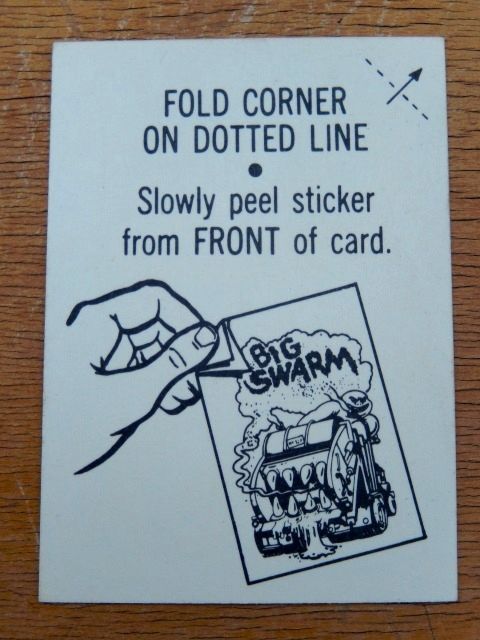 FOLD CORNER
ON DOTTED LINE
Slowly peel sticker
from FRONT of card.
BiG
SWARM